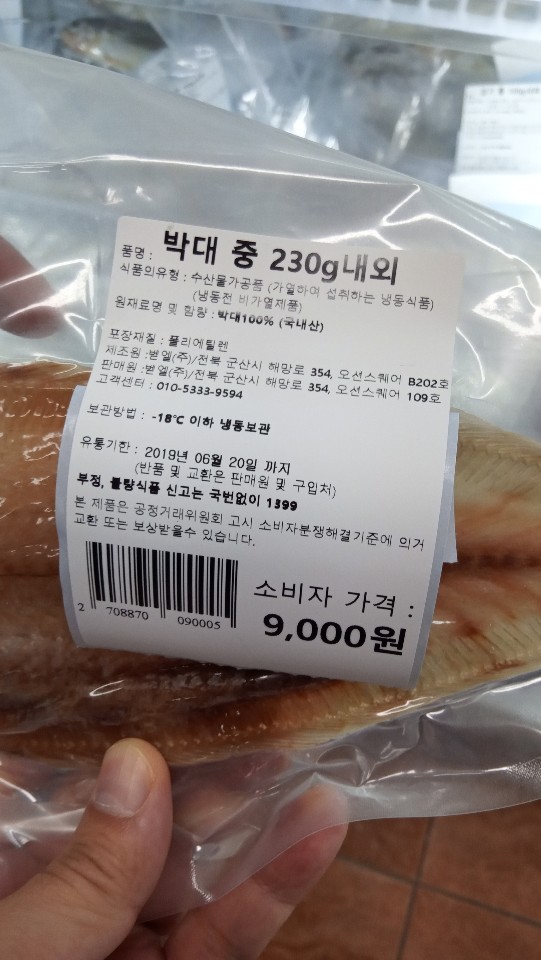 품명 : 박대 중 230g내외
식품의유형 : 수산물가공품 (가열하여 섭취하는 냉동식품)
(냉동전 비가열제품)
원재료명 및 함량 : 박대100% (국내산)
포장재질 : 폴리에틸렌
제조원 :벧엘(주)/전북 군산시 해망로 354, 오션스퀘어 B202호
판매원 :벧엘(주)/전북 군산시 해망로 354, 오션스퀘어 109호
고객센터 : 010-5333-9594
보관방법 : -18℃ 이하 냉동보관
유통기한 : 2019년 06월 20일 까지
(반품 및 교환은 판매원 및 구입처)
부정, 불량식품 신고는 국번없이 1399
본 제품은 공정거래위원회 고시 소비자분쟁해결기준에 의거
교환 또는 보상받을수 있습니다.
소비자 가격 :
9,000원
2 708870 090005